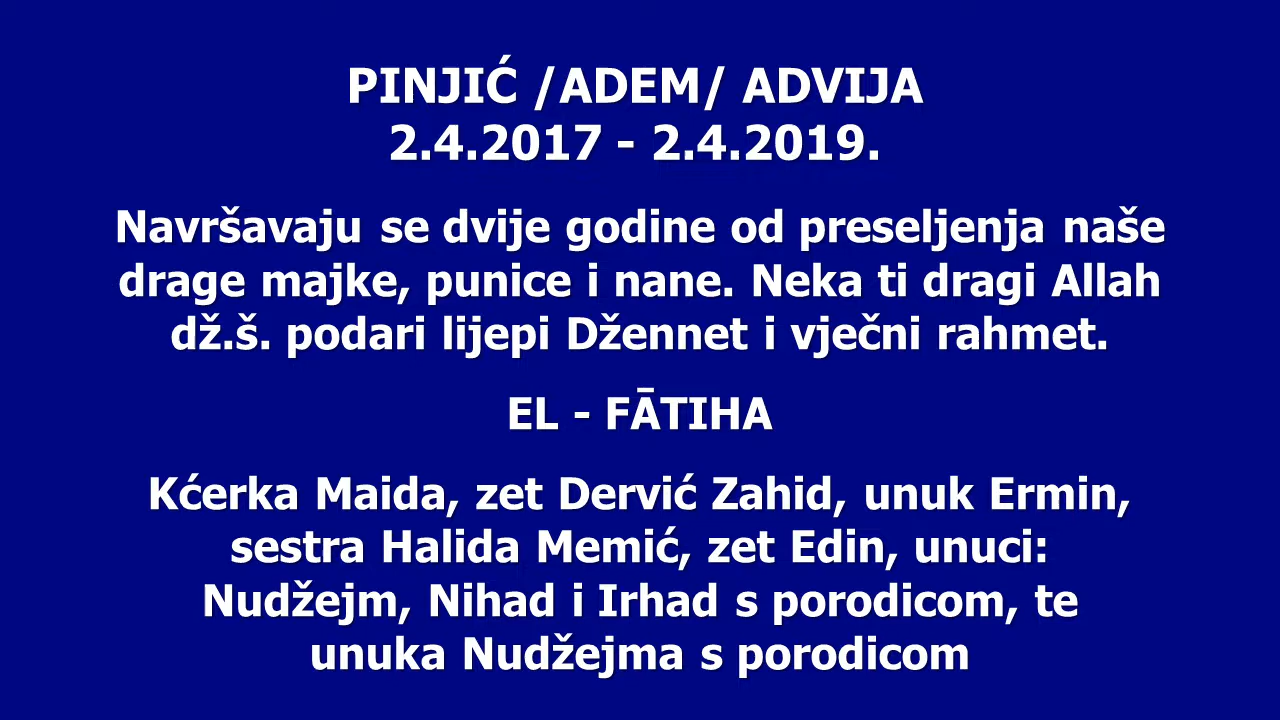 PINJIĆ /ADEM/ ADVIJA
2.4.2017 - 2.4.2019.
Navršavaju se dvije godine od preseljenja naše
drage majke, punice i nane. Neka ti dragi Allah
dž.š. podari lijepi Džennet i vječni rahmet.
EL - FĀTIHA
Kćerka Maida, zet Dervić Zahid, unuk Ermin,
sestra Halida Memić, zet Edin, unuci:
Nudžejm, Nihad i Irhad s porodicom, te
unuka Nudžejma s porodicom